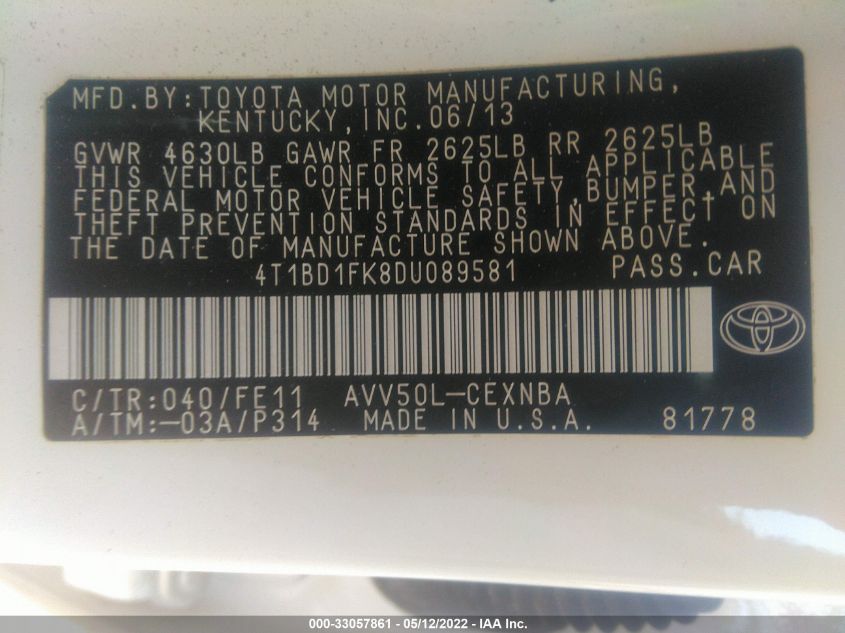 MFD.BY:TOYOTA MOTOR MANUFACTURING,
KENTUCKY,INC.06/13
GVWR 4630LB GAWR FR 2625LB RR 2625LB
THIS VEHICLE CONFORMS TO ALL APPLICABLE
FEDERAL MOTOR VEHICLE SAFETY,BUMPER,AND
THEFT PREVENTION STANDARDS IN EFFECT ON
THE DATE OF MANUFACTURE SHOWN ABOVE.
4T1BD1FK8DU089581 PASS.CAR
C/TR:040/FE11 AVV50L-CEXNBA
A/TM:-03A/P314 MADE IN U.S.A. 81778
000-33057861 - 05/12/2022 - IAA Inc.